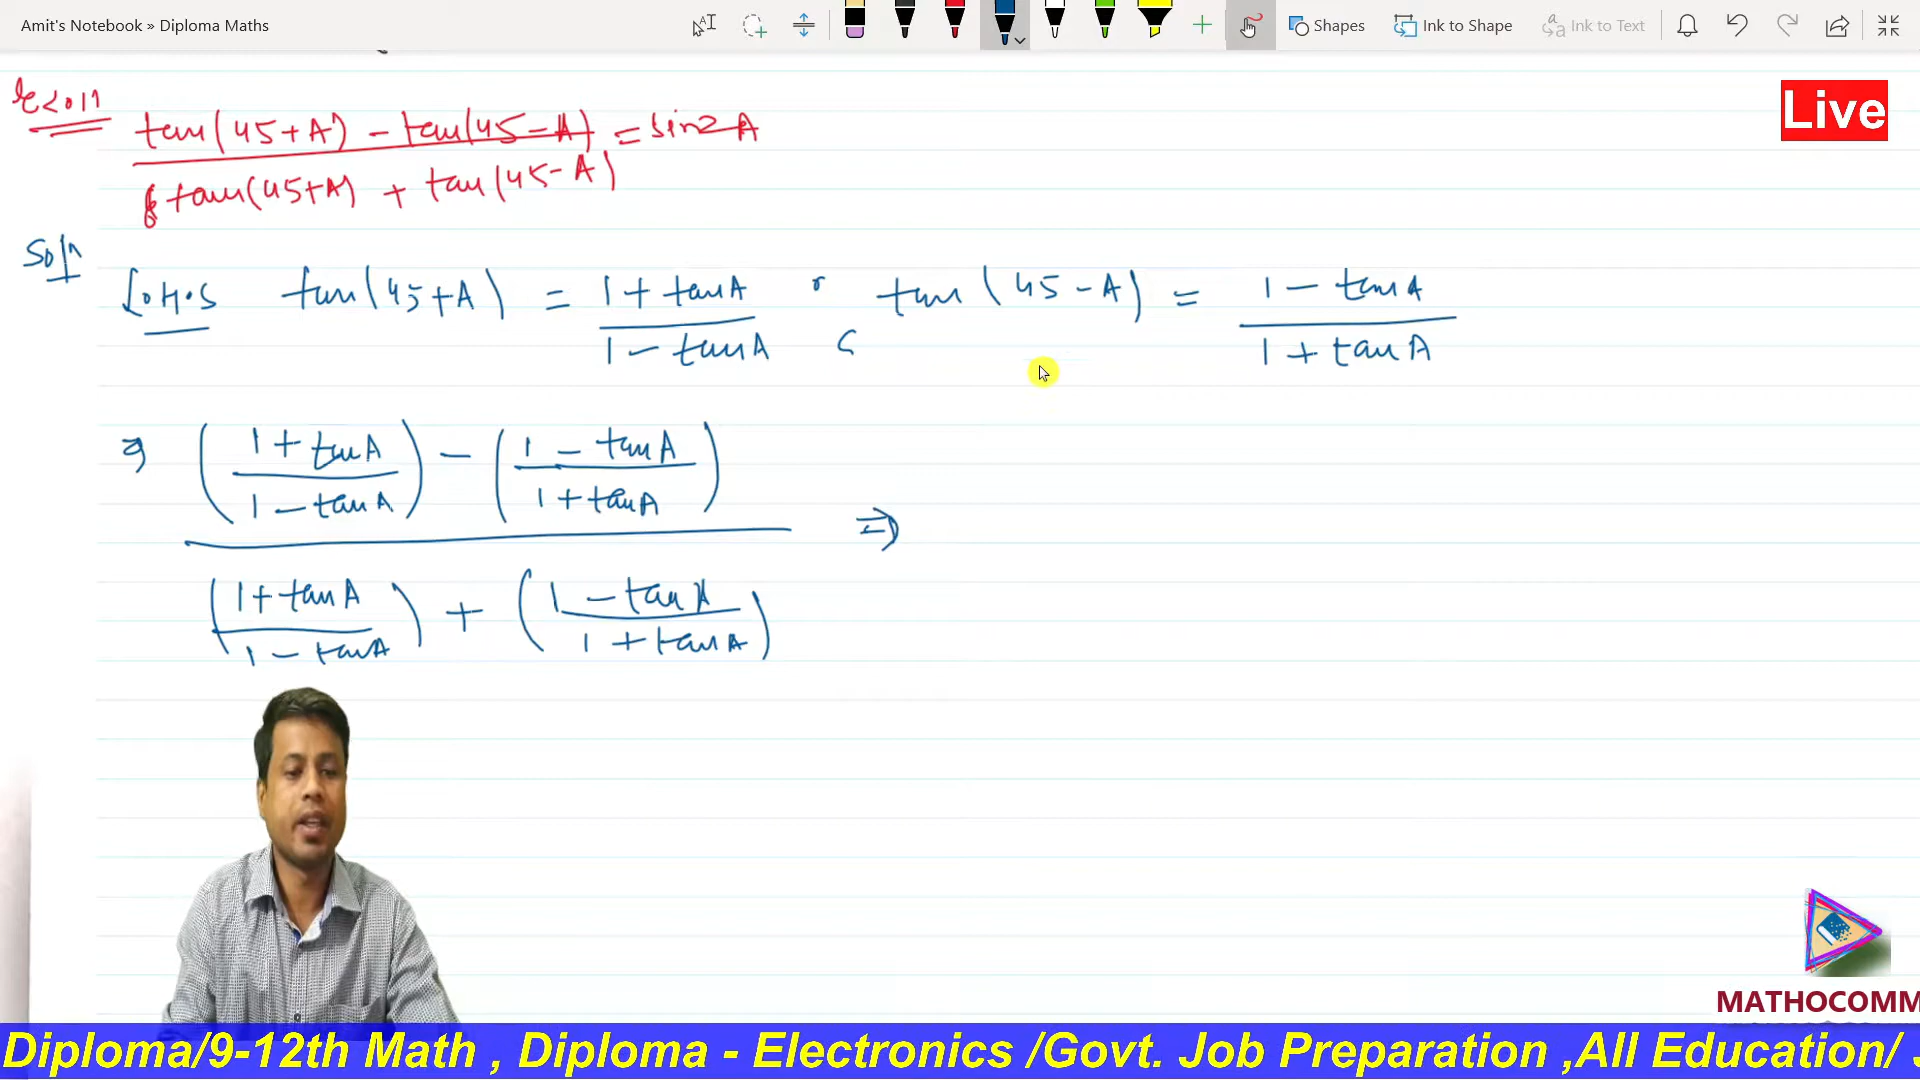 Amit's Notebook » Diploma Maths
Shapes
Ink to Shape
Ink to Text
Live
tan(45+A) - tan(45-A) = sin2A
tan(45+A) + tan(45-A)
Soln
L.H.S tan(45+A) = 1 + tanA , tan(45-A) = 1 - tanA
1 - tanA 1 + tanA
⇒ (1 + tanA) - (1 - tanA)
(1 - tanA) (1 + tanA) ⇒
(1 + tanA) + (1 - tanA)
(1 - tanA) (1 + tanA)
MATHOCOMM
Diploma/9-12th Math , Diploma - Electronics /Govt. Job Preparation ,All Education/